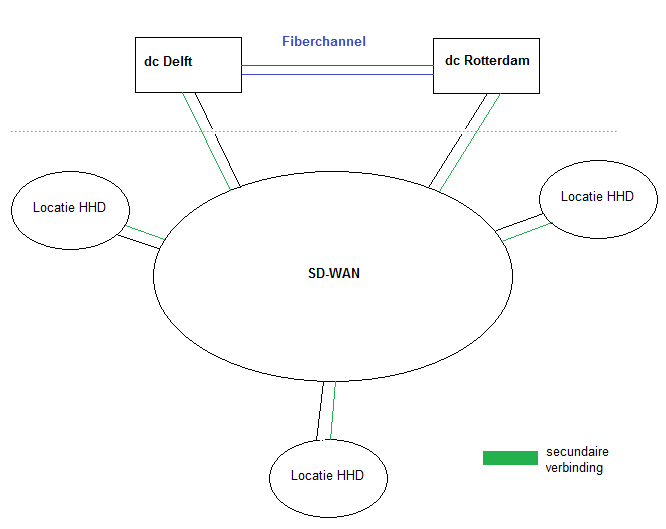 Fiberchannel
dc Delft
dc Rotterdam
Locatie HHD
Locatie HHD
SD-WAN
Locatie HHD
secundaire
verbinding